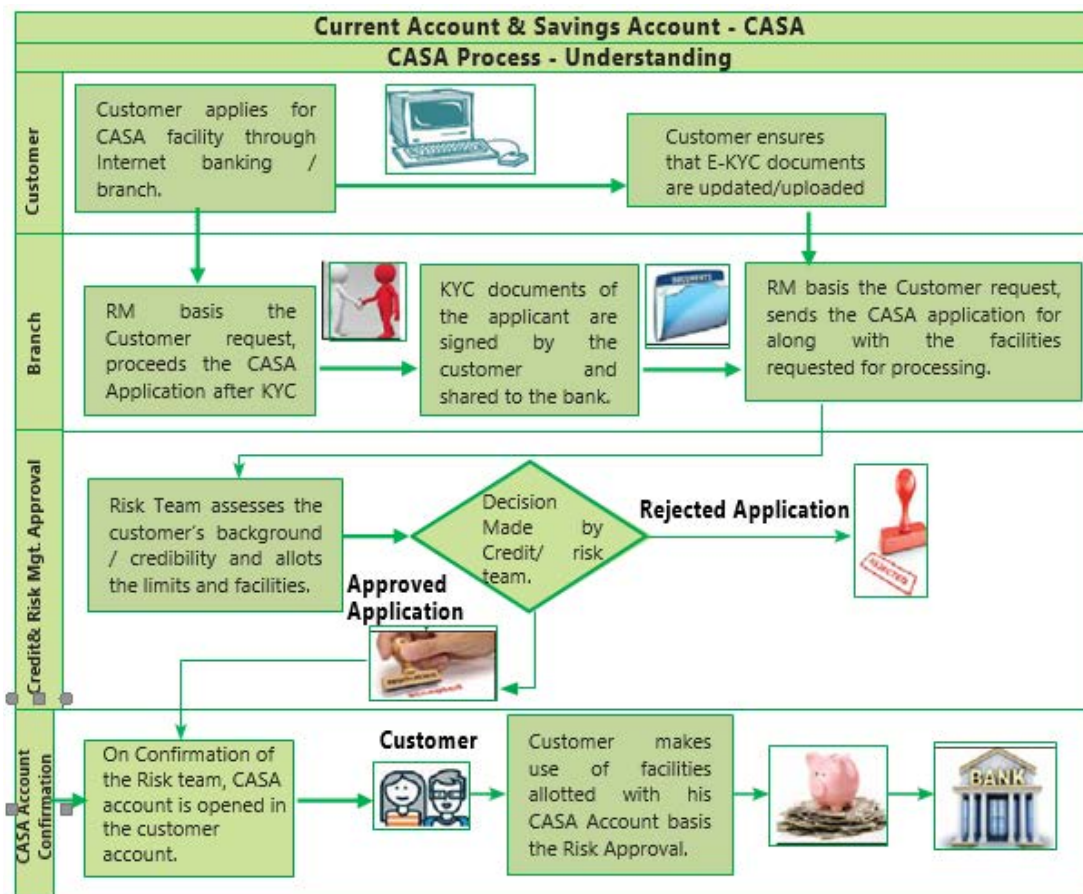 Current Account & Savings Account - CASA
CASA Process - Understanding
Customer
Customer applies for
CASA facility through
Internet banking /
branch.
Customer ensures
that E-KYC documents
are updated/uploaded
Branch
RM basis the
Customer request,
proceeds the CASA
Application after KYC
KYC documents of
the applicant are
signed by the
customer and
shared to the bank.
DOCUMENTS
RM basis the Customer request,
sends the CASA application for
along with the facilities
requested for processing.
Credit& Risk Mgt. Approval
Risk Team assesses the
customer's background
/ credibility and allots
the limits and facilities.
Decision
Made by
Credit/ risk
team.
Rejected Application
REJECTED
Approved
Application
accepted
CASA Account
Confirmation
On Confirmation of
the Risk team, CASA
account is opened in
the customer
account.
Customer
Customer makes
use of facilities
allotted with his
CASA Account basis
the Risk Approval.
BANK